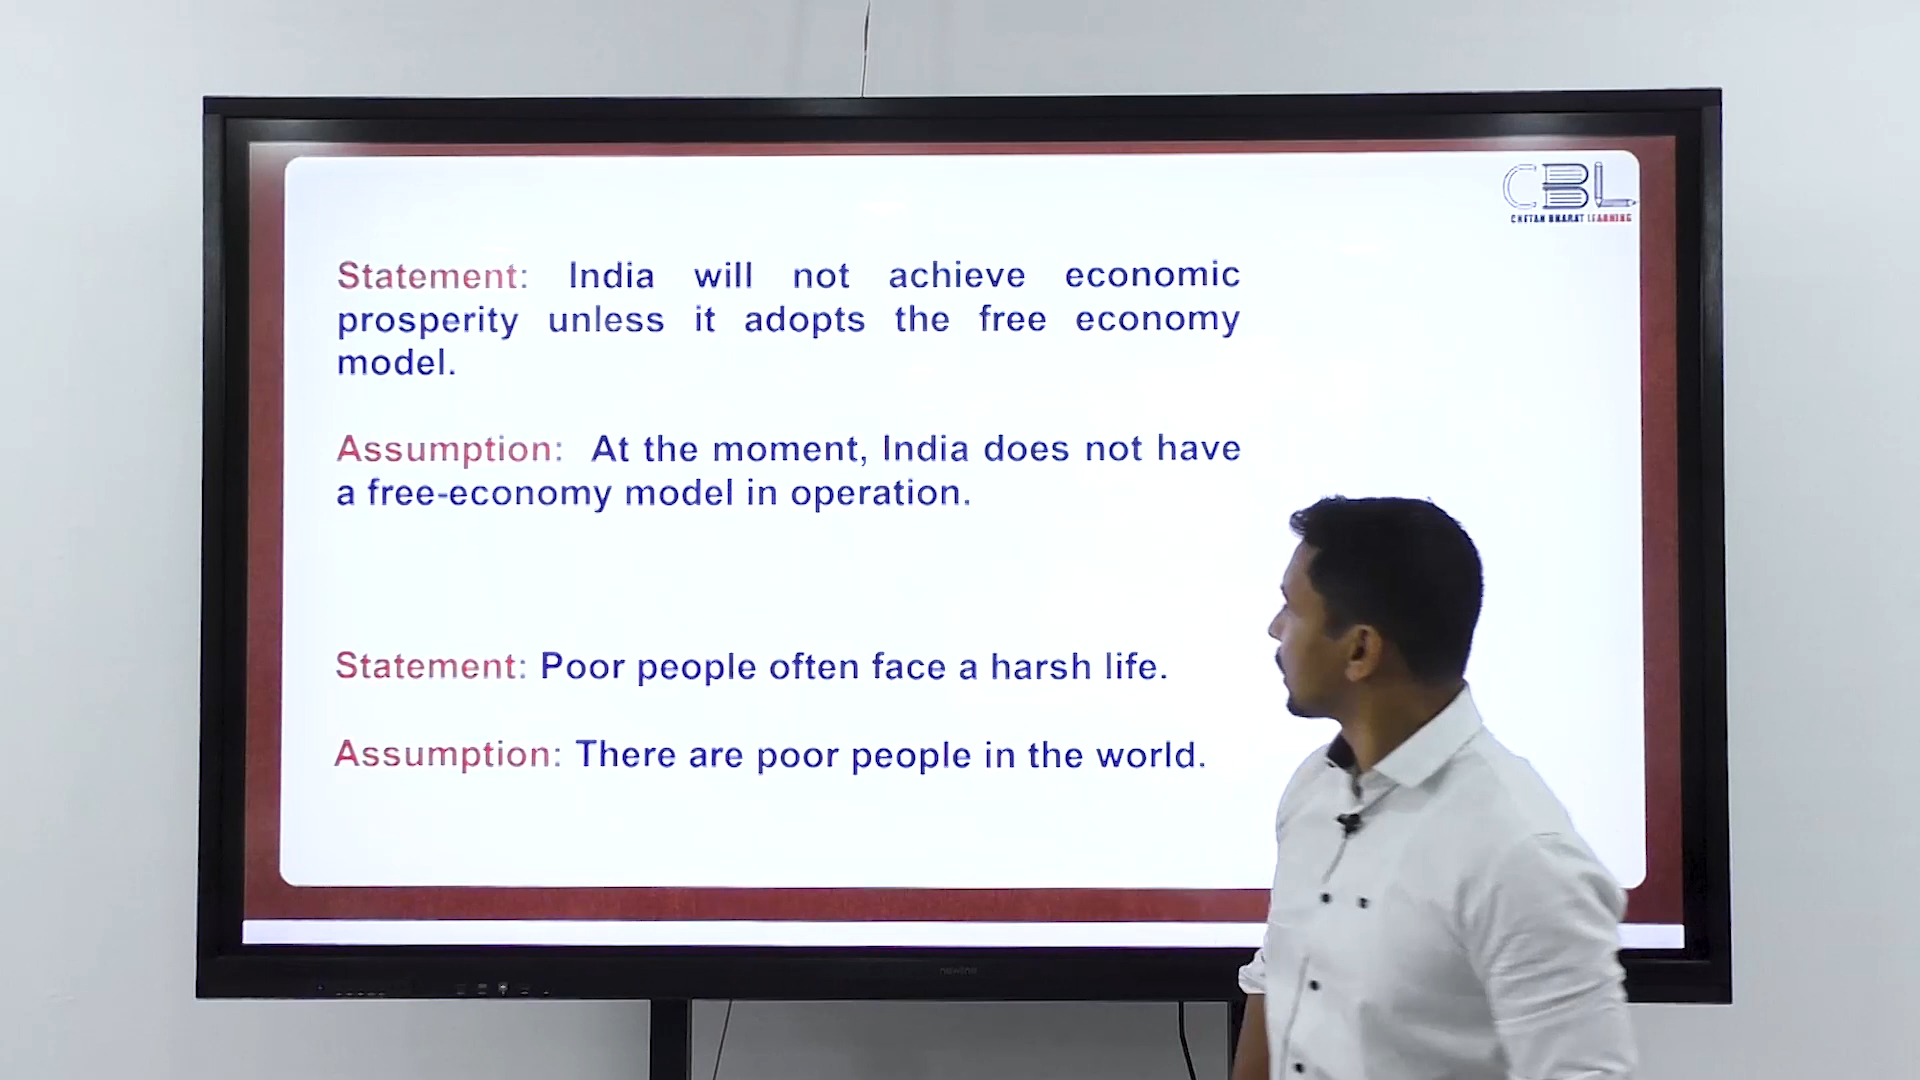 CBL
CHETAN BHARAT LEARNING
Statement: India will not achieve economic
prosperity unless it adopts the free economy
model.
Assumption: At the moment, India does not have
a free-economy model in operation.
Statement: Poor people often face a harsh life.
Assumption: There are poor people in the world.
newline